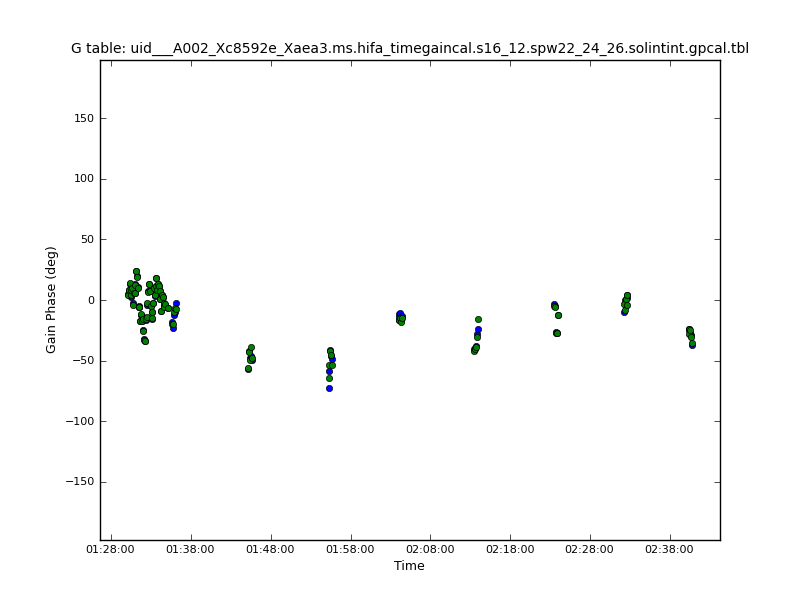 G table: uid___A002_Xc8592e_Xaea3.ms.hifa_timegaincal.s16_12.spw22_24_26.solintint.gpcal.tbl
150
100
50
0
−50
−100
−150
Gain Phase (deg)
01:28:00 01:38:00 01:48:00 01:58:00 02:08:00 02:18:00 02:28:00 02:38:00
Time